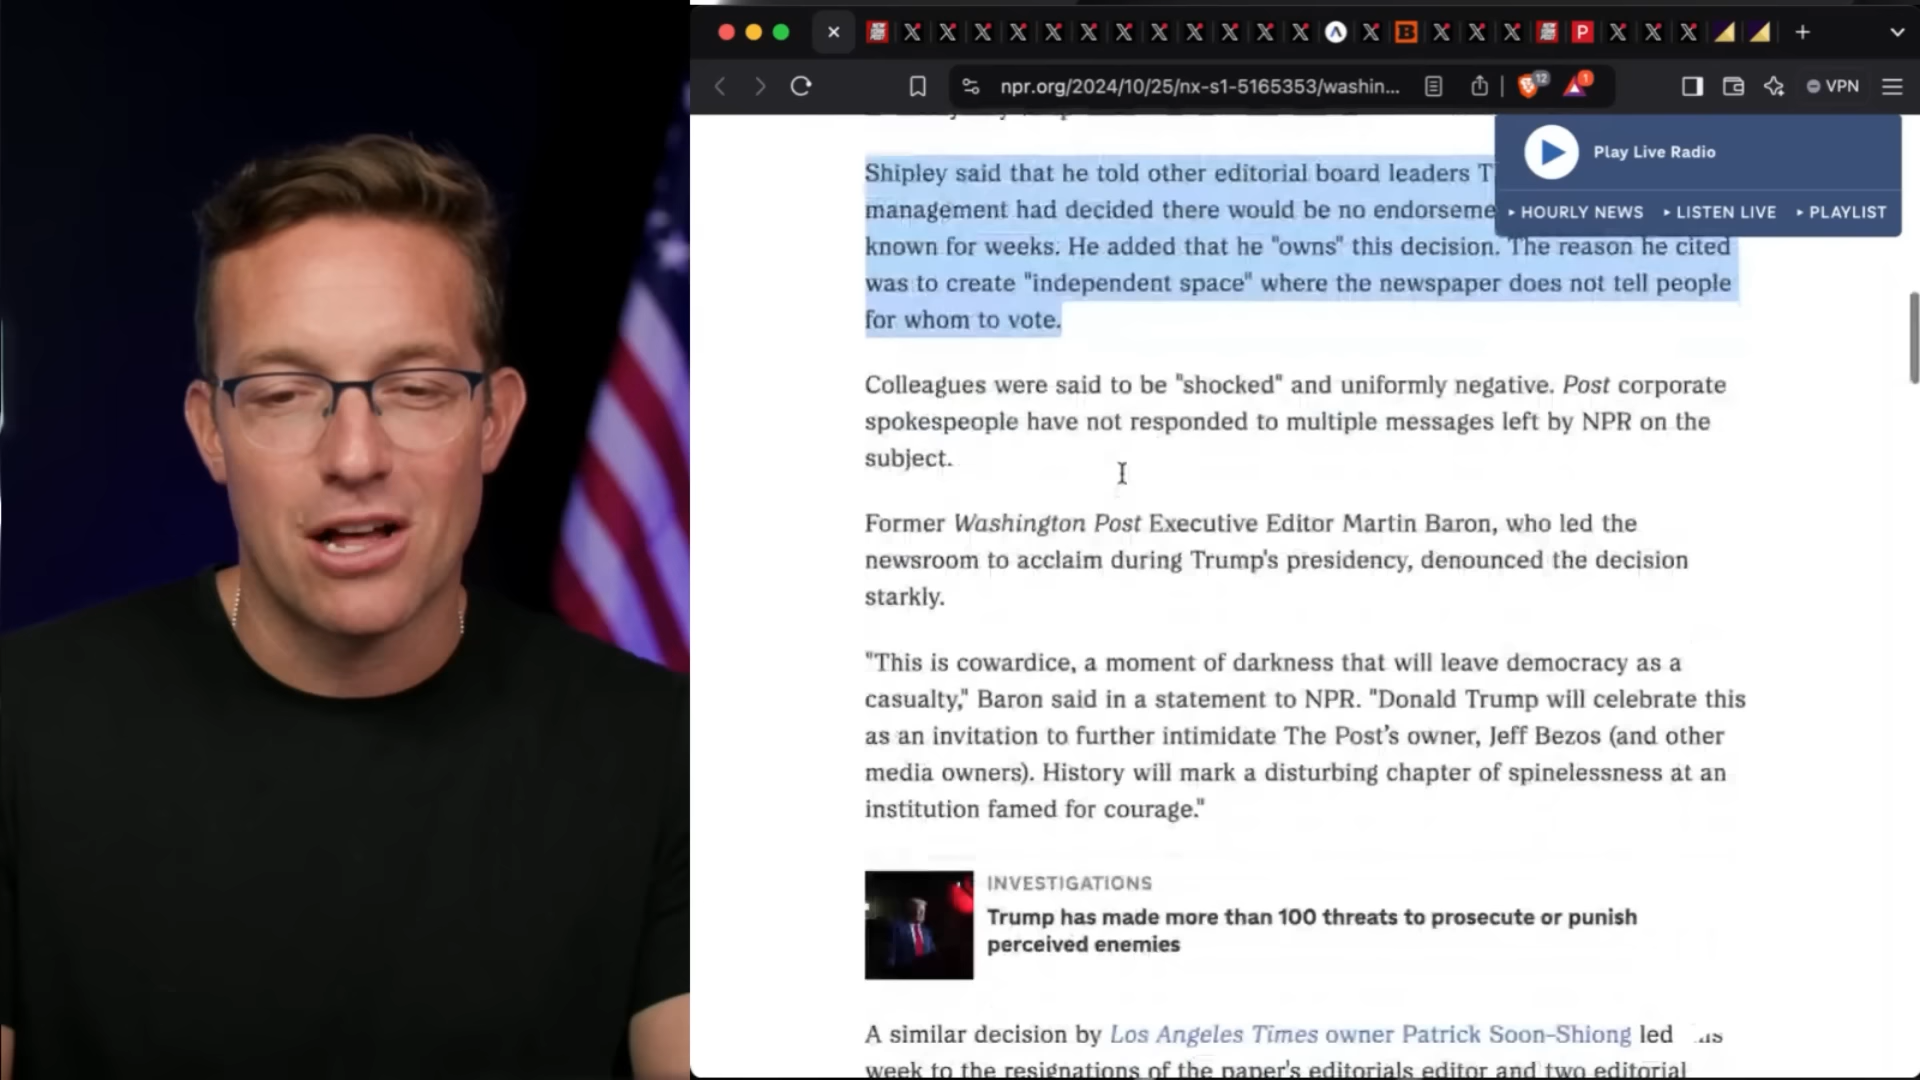 npr.org/2024/10/25/nx-s1-5165353/washin...
12
1
VPN
Play Live Radio
HOURLY NEWS
LISTEN LIVE
PLAYLIST
Shipley said that he told other editorial board leaders
management had decided there would be no
known for weeks. He added that he "owns" this decision. The reason he cited
was to create "independent space" where the newspaper does not tell people
for whom to vote.
Colleagues were said to be "shocked" and uniformly negative. Post corporate
spokespeople have not responded to multiple messages left by NPR on the
subject.
Former Washington Post Executive Editor Martin Baron, who led the
newsroom to acclaim during Trump's presidency, denounced the decision
starkly.
"This is cowardice, a moment of darkness that will leave democracy as a
casualty," Baron said in a statement to NPR. "Donald Trump will celebrate this
as an invitation to further intimidate The Post’s owner, Jeff Bezos (and other
media owners). History will mark a disturbing chapter of spinelessness at an
institution famed for courage."
INVESTIGATIONS
Trump has made more than 100 threats to prosecute or punish
perceived enemies
A similar decision by Los Angeles Times owner Patrick Soon-Shiong led
week to the resignations of the paper's editorials editor and two editorial